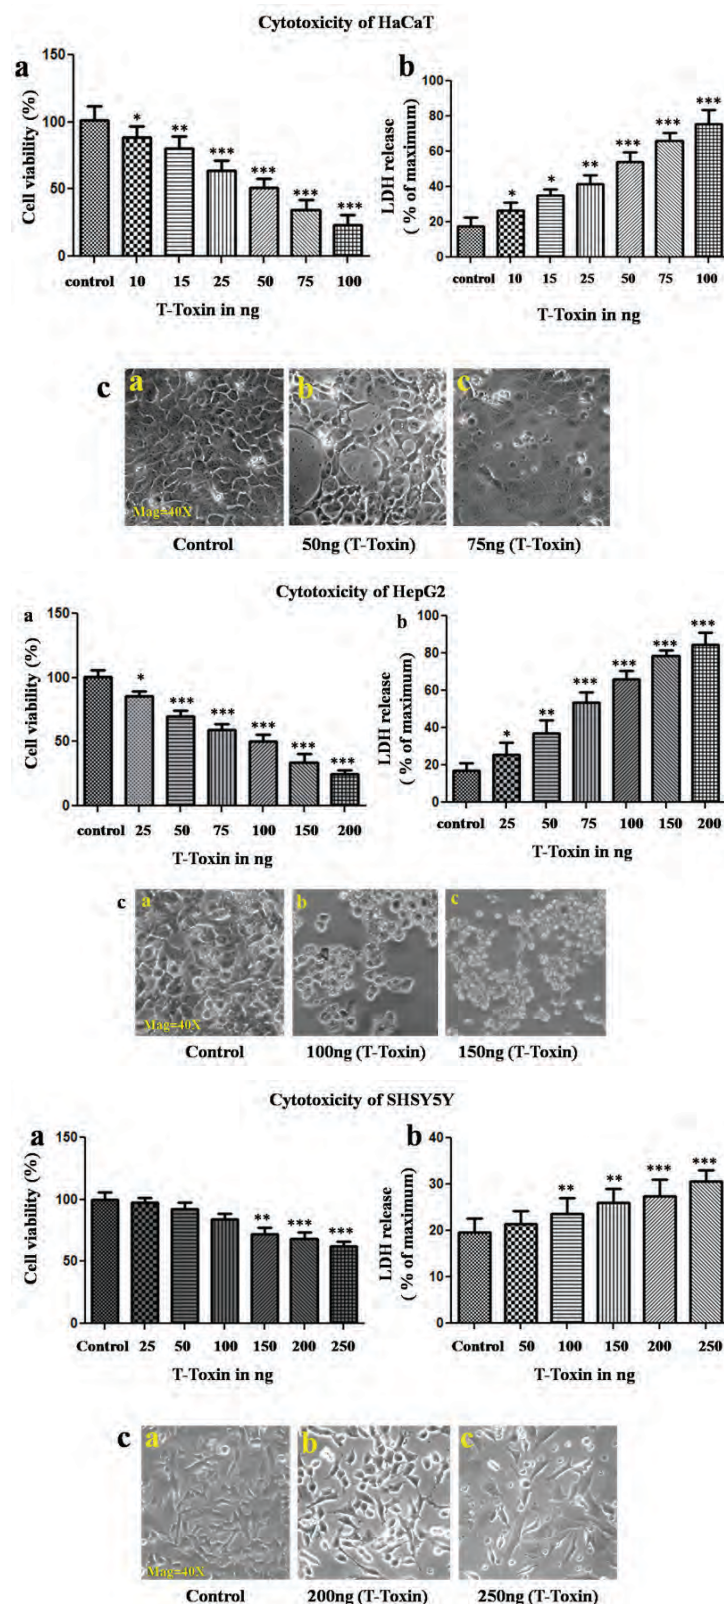 Cytotoxicity of HaCaT
a
Cell viability (%)
150
100
50
0
* ** *** *** *** ***
control 10 15 25 50 75 100
T-Toxin in ng
b
LDH release
( % of maximum)
100
80
60
40
20
0
* * ** *** *** ***
control 10 15 25 50 75 100
T-Toxin in ng
c
a
b
c
Mag=40X
Control 50ng (T-Toxin) 75ng (T-Toxin)
Cytotoxicity of HepG2
a
Cell viability (%)
150
100
50
0
* *** *** *** *** ***
control 25 50 75 100 150 200
T-Toxin in ng
b
LDH release
( % of maximum)
100
80
60
40
20
0
* ** *** *** *** ***
control 25 50 75 100 150 200
T-Toxin in ng
c
a
b
c
Mag=40X
Control 100ng (T-Toxin) 150ng (T-Toxin)
Cytotoxicity of SHSY5Y
a
Cell viability (%)
150
100
50
0
** *** ***
Control 25 50 100 150 200 250
T-Toxin in ng
b
LDH release
( % of maximum)
40
30
20
10
0
** ** *** ***
Control 50 100 150 200 250
T-Toxin in ng
c
a
b
c
Mag=40X
Control 200ng (T-Toxin) 250ng (T-Toxin)